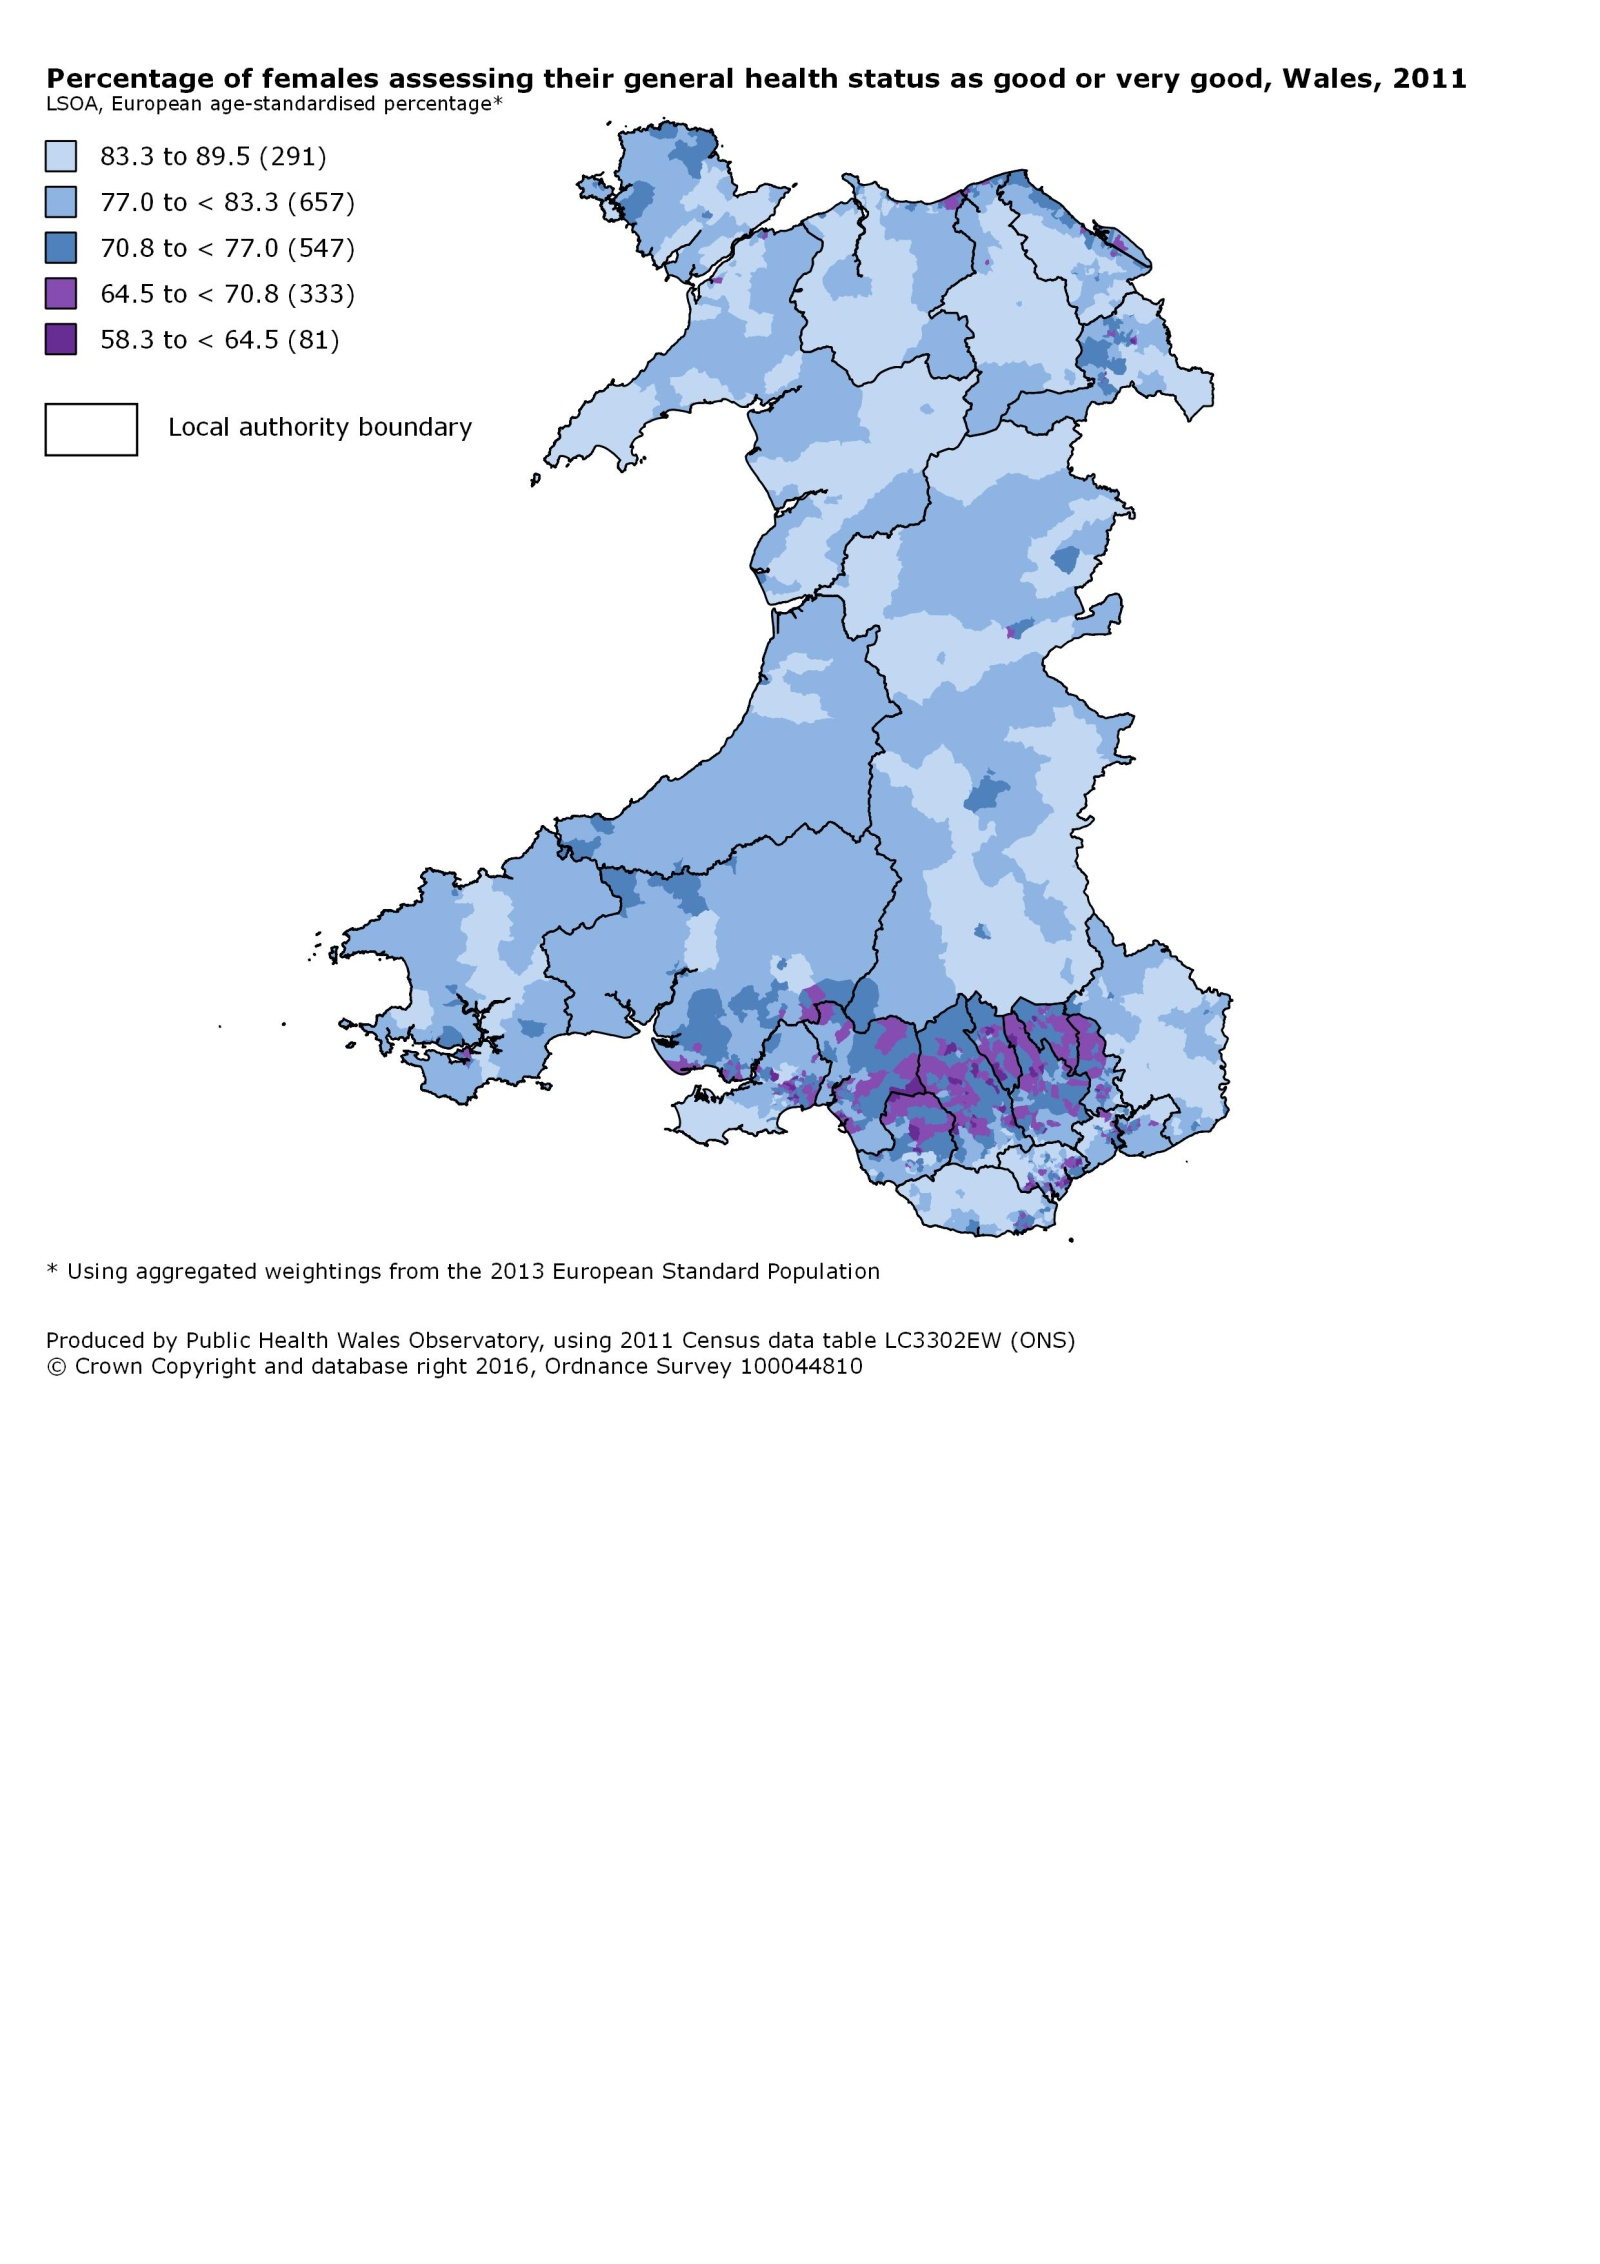 Percentage of females assessing their general health status as good or very good, Wales, 2011
LSOA, European age-standardised percentage*
83.3 to 89.5 (291)
77.0 to < 83.3 (657)
70.8 to < 77.0 (547)
64.5 to < 70.8 (333)
58.3 to < 64.5 (81)
Local authority boundary
* Using aggregated weightings from the 2013 European Standard Population
Produced by Public Health Wales Observatory, using 2011 Census data table LC3302EW (ONS)
© Crown Copyright and database right 2016, Ordnance Survey 100044810